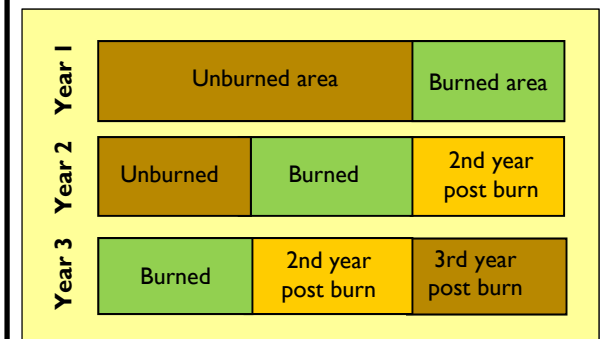 Year 1
Unburned area
Burned area
Year 2
Unburned
Burned
2nd year
post burn
Year 3
Burned
2nd year
post burn
3rd year
post burn